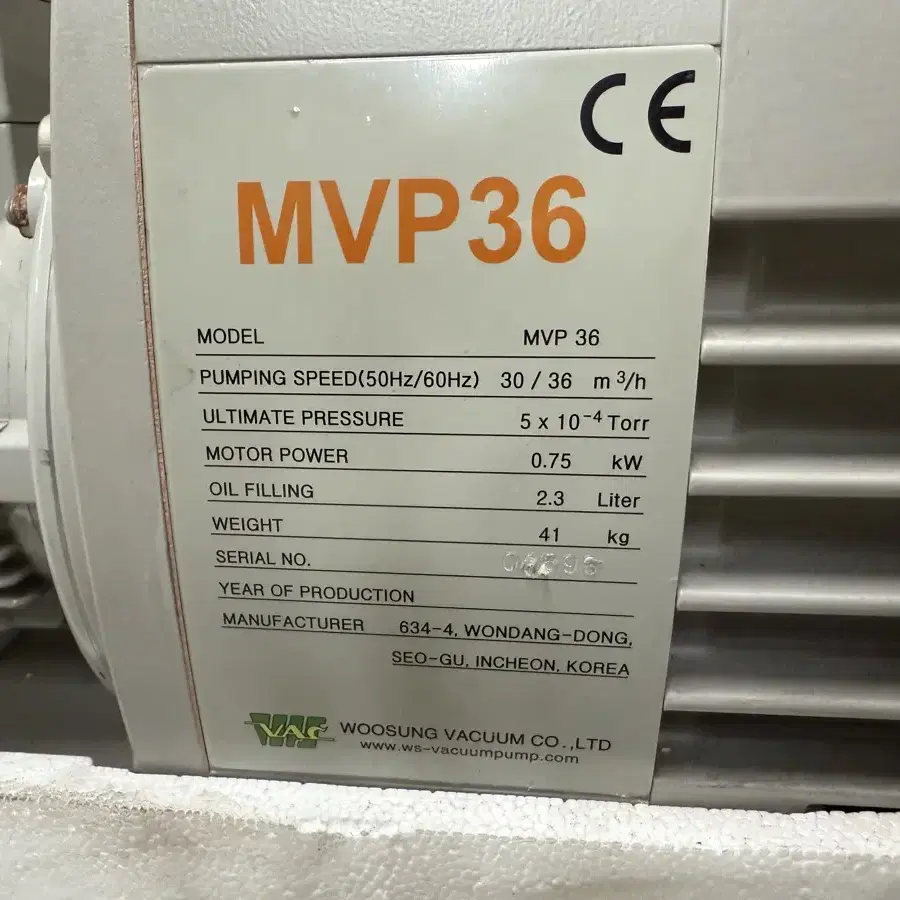 CE
MVP36
MODEL MVP 36
PUMPING SPEED(50Hz/60Hz) 30 / 36 m³/h
ULTIMATE PRESSURE 5 x 10⁻⁴ Torr
MOTOR POWER 0.75 kW
OIL FILLING 2.3 Liter
WEIGHT 41 kg
SERIAL NO.
YEAR OF PRODUCTION
MANUFACTURER 634-4, WONDANG-DONG,
SEO-GU, INCHEON, KOREA
VAC WOOSUNG VACUUM CO.,LTD
www.ws-vacuumpump.com